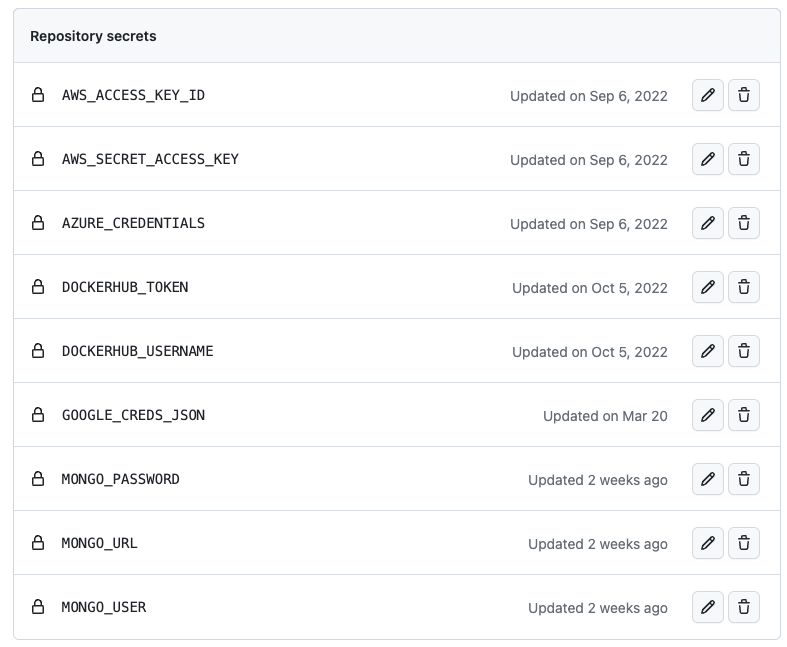 Repository secrets
AWS_ACCESS_KEY_ID Updated on Sep 6, 2022
AWS_SECRET_ACCESS_KEY Updated on Sep 6, 2022
AZURE_CREDENTIALS Updated on Sep 6, 2022
DOCKERHUB_TOKEN Updated on Oct 5, 2022
DOCKERHUB_USERNAME Updated on Oct 5, 2022
GOOGLE_CREDS_JSON Updated on Mar 20
MONGO_PASSWORD Updated 2 weeks ago
MONGO_URL Updated 2 weeks ago
MONGO_USER Updated 2 weeks ago